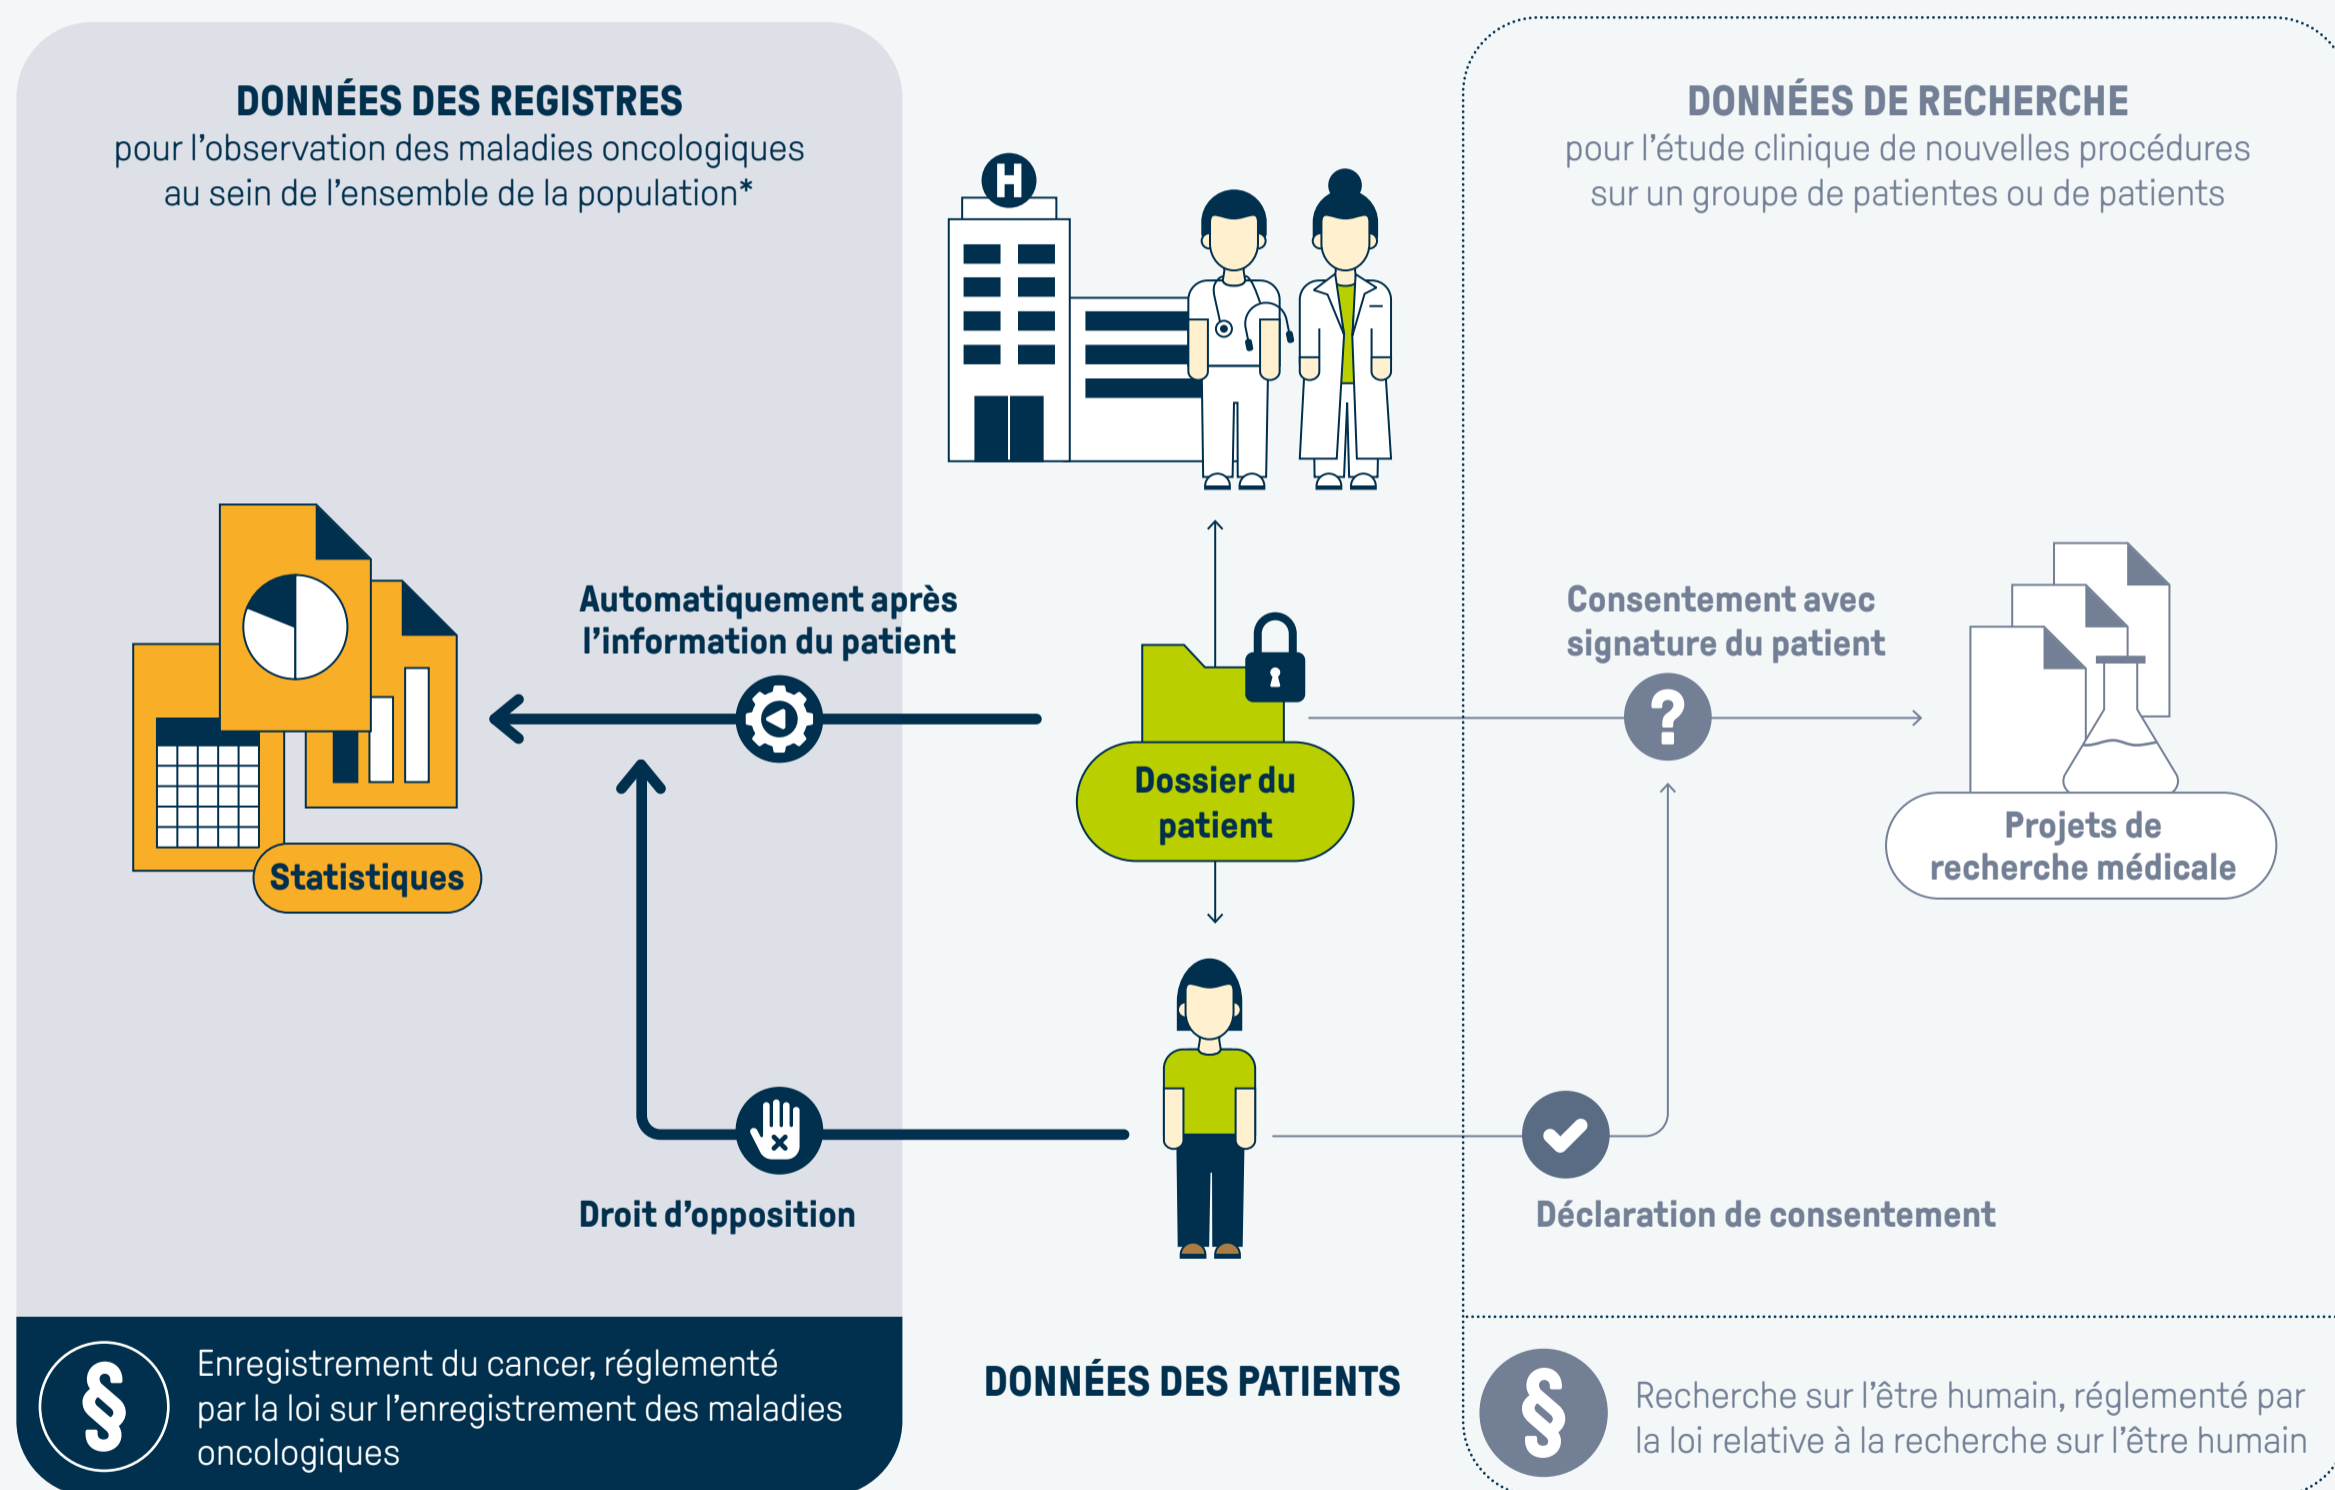 DONNÉES DES REGISTRES
pour l'observation des maladies oncologiques
au sein de l'ensemble de la population*
H
DONNÉES DE RECHERCHE
pour l'étude clinique de nouvelles procédures
sur un groupe de patientes ou de patients
Automatiquement après
l'information du patient
Consentement avec
signature du patient
?
Dossier du
patient
Projets de
recherche médicale
Statistiques
Droit d'opposition
Déclaration de consentement
§
Enregistrement du cancer, réglementé
par la loi sur l'enregistrement des maladies
oncologiques
DONNÉES DES PATIENTS
§
Recherche sur l'être humain, réglementé par
la loi relative à la recherche sur l'être humain